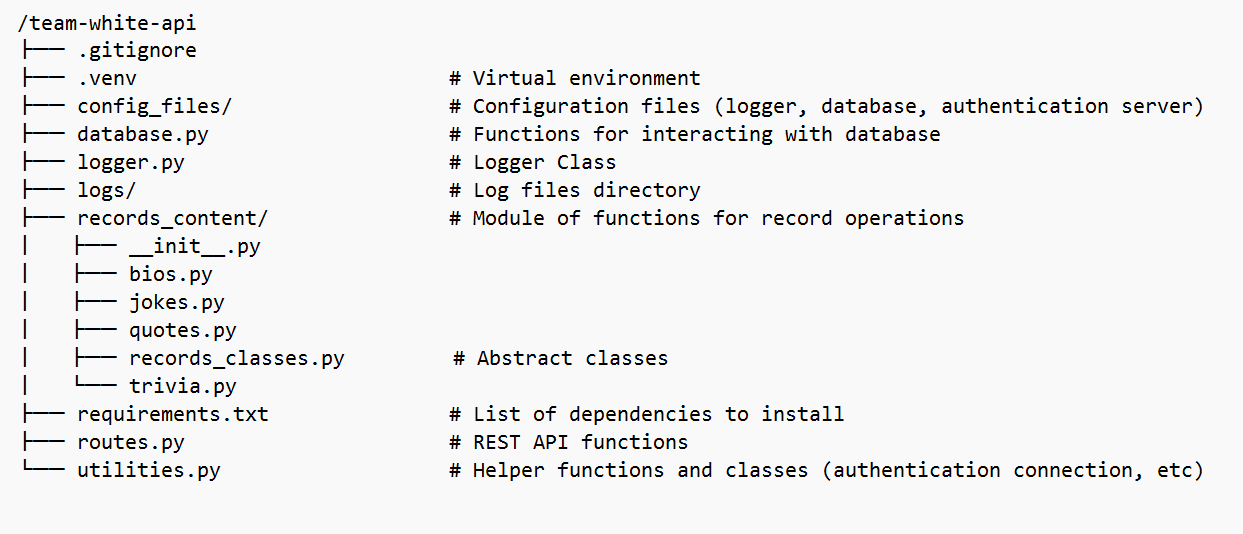 /team-white-api
├── .gitignore
├── .venv                          # Virtual environment
├── config_files/                  # Configuration files (logger, database, authentication server)
├── database.py                    # Functions for interacting with database
├── logger.py                      # Logger Class
├── logs/                          # Log files directory
├── records_content/               # Module of functions for record operations
│   ├── __init__.py
│   ├── bios.py
│   ├── jokes.py
│   ├── quotes.py
│   ├── records_classes.py         # Abstract classes
│   └── trivia.py
├── requirements.txt               # List of dependencies to install
├── routes.py                      # REST API functions
└── utilities.py                   # Helper functions and classes (authentication connection, etc)